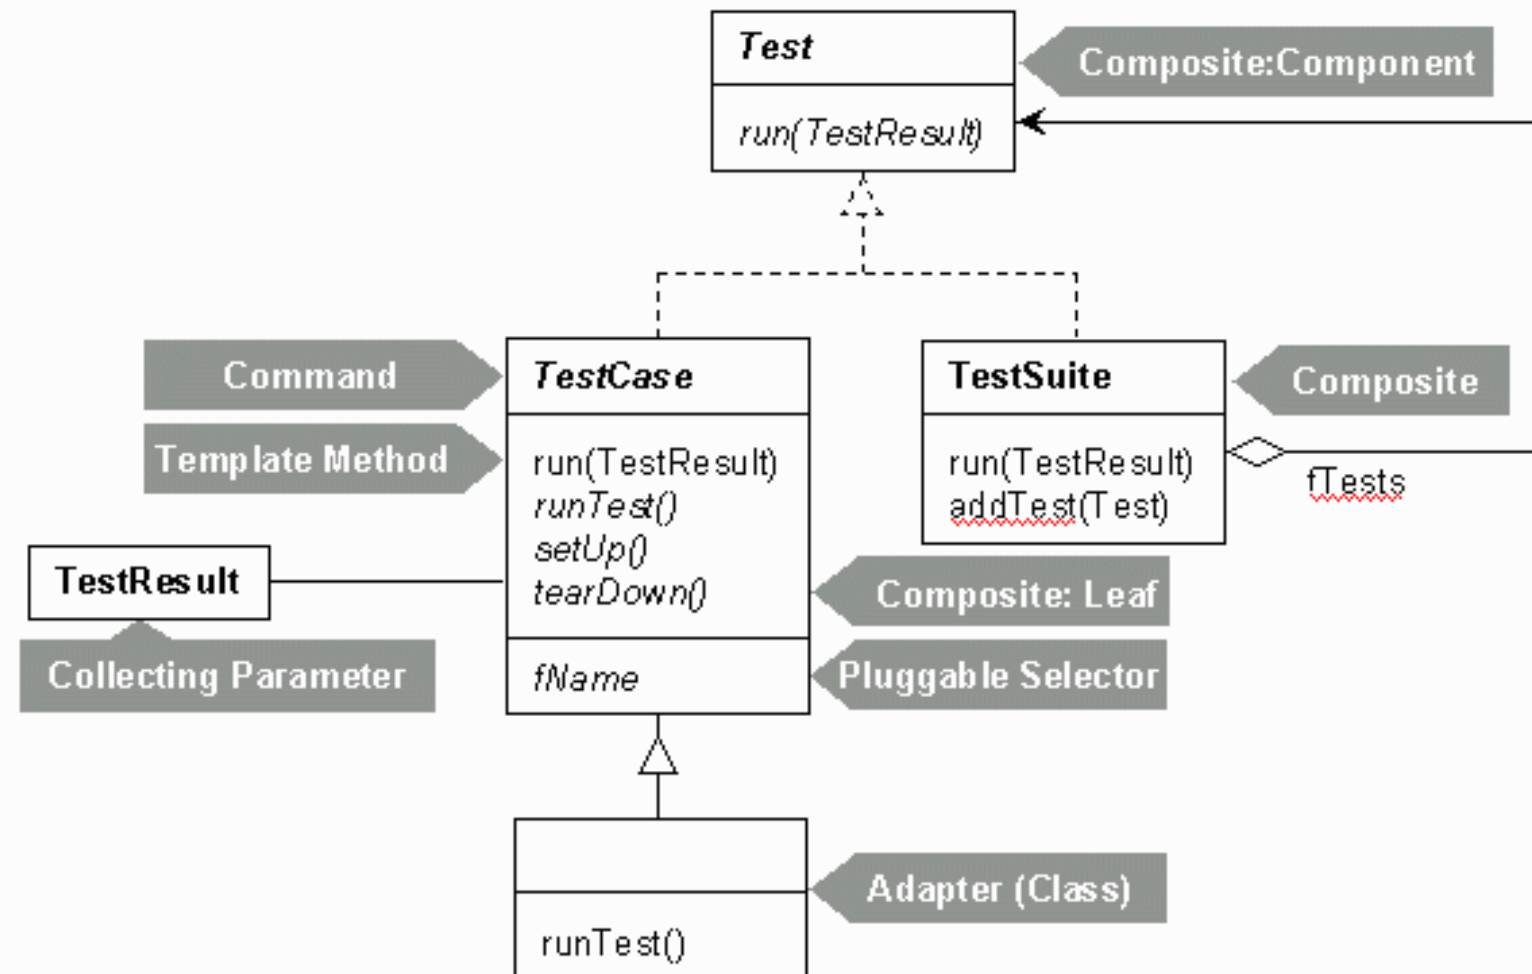 Test
Composite:Component
run(TestResult)
Command
TestCase
TestSuite
Composite
Template Method
run(TestResult)
runTest()
setUp()
tearDown()
run(TestResult)
addTest(Test)
fTests
TestResult
Composite: Leaf
Collecting Parameter
fName
Pluggable Selector
Adapter (Class)
runTest()